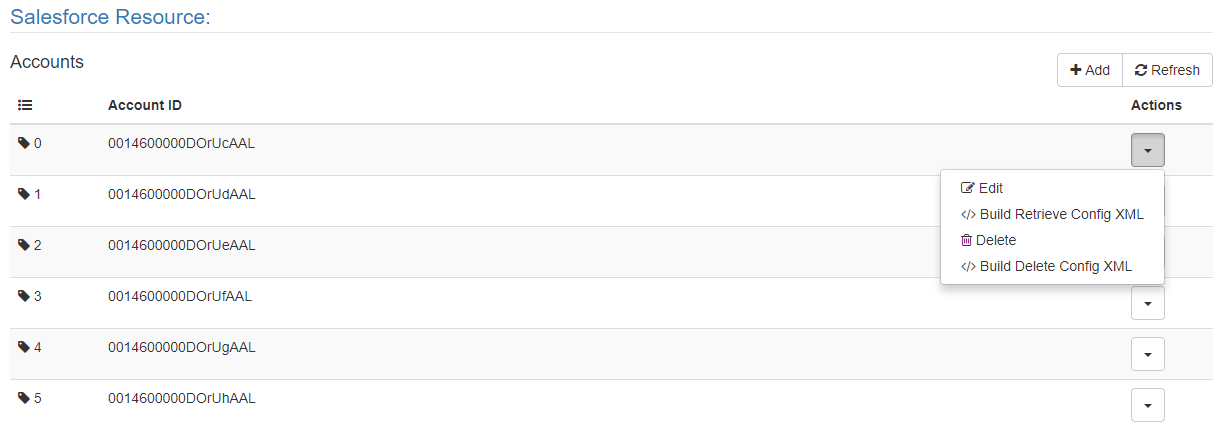 Salesforce Resource:
Accounts
Add Refresh
Account ID Actions
0 0014600000DOrUcAAL
1 0014600000DOrUdAAL
Edit
Build Retrieve Config XML
2 0014600000DOrUeAAL
Delete
Build Delete Config XML
3 0014600000DOrUfAAL
4 0014600000DOrUgAAL
5 0014600000DOrUhAAL